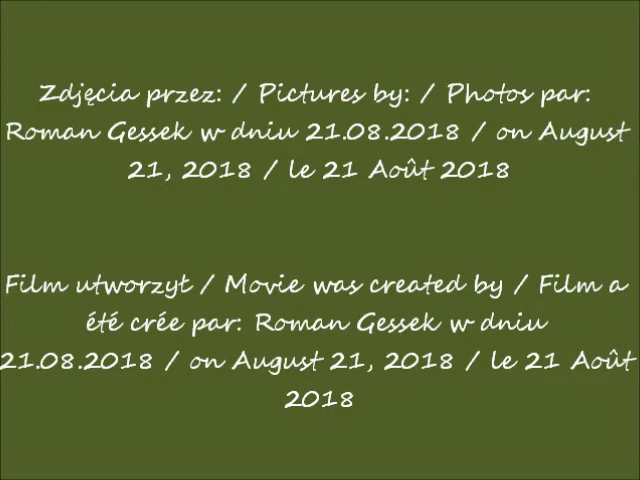 Zdjęcia przez: / Pictures by: / Photos par:
Roman Gessek w dniu 21.08.2018 / on August
21, 2018 / le 21 Août 2018
Film utworzył / Movie was created by / Film a
été crée par: Roman Gessek w dniu
21.08.2018 / on August 21, 2018 / le 21 Août
2018